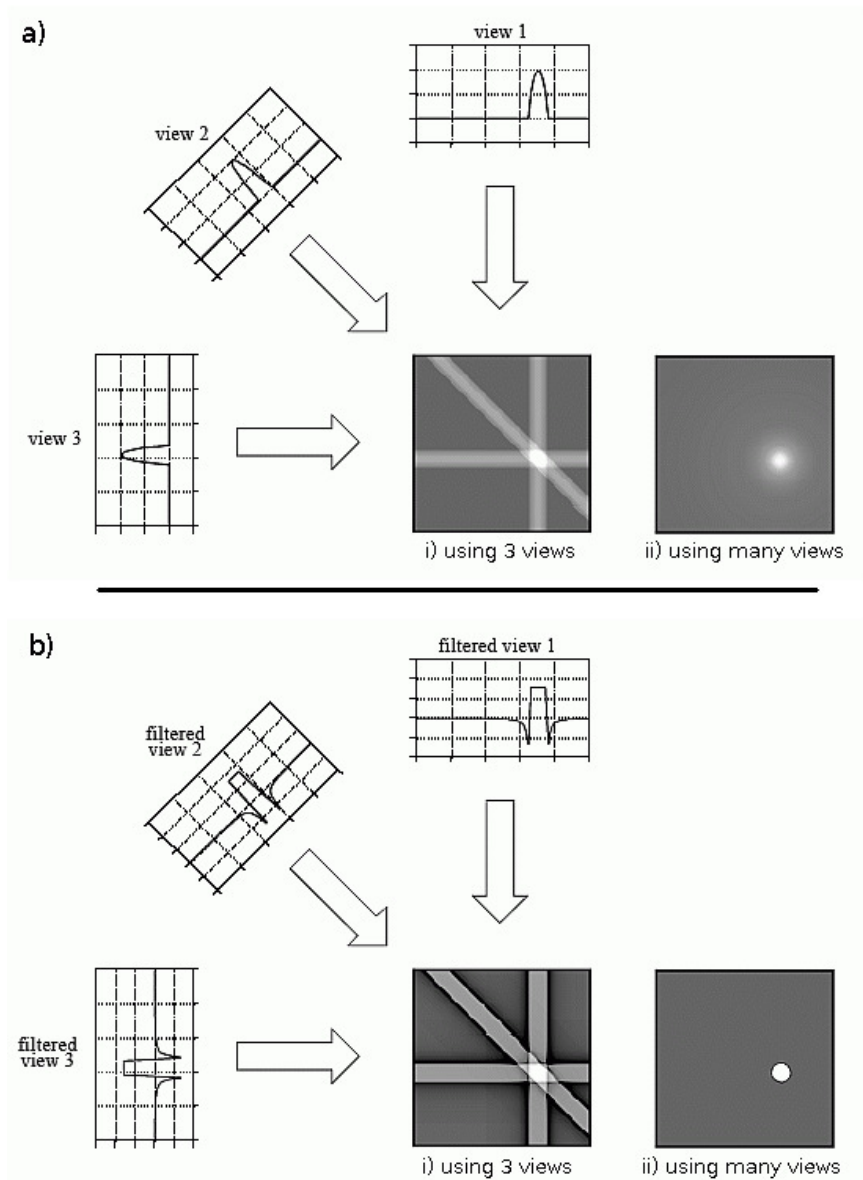 a)
view 1
view 2
view 3
i) using 3 views
ii) using many views
b)
filtered view 1
filtered
view 2
filtered
view 3
i) using 3 views
ii) using many views